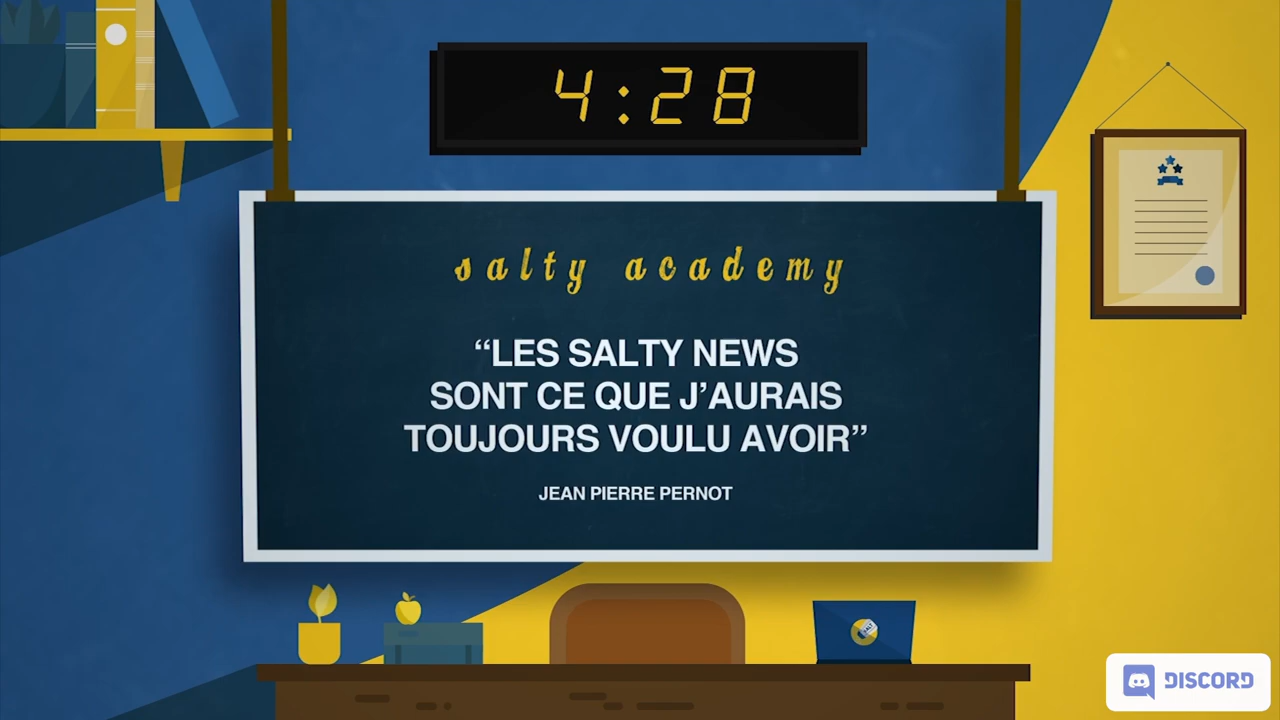 4:28
salty academy
“LES SALTY NEWS
SONT CE QUE J’AURAIS
TOUJOURS VOULU AVOIR”
JEAN PIERRE PERNOT
DISCORD